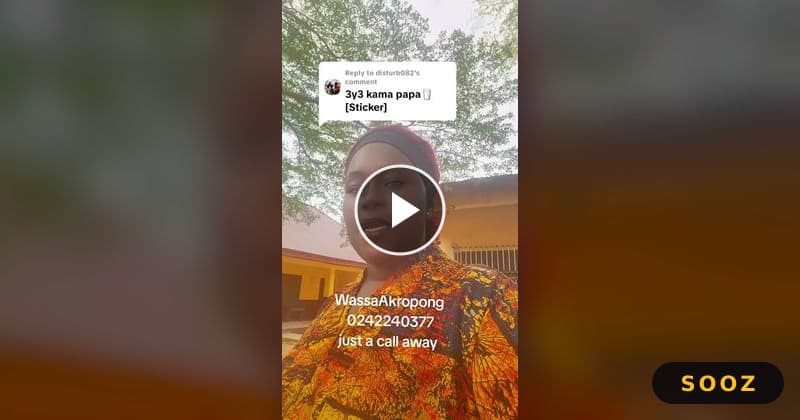 Reply to disturb082's
comment
3y3 kama papa🥛
[Sticker]
WassaAkropong
0242240377
just a call away
SOOZ